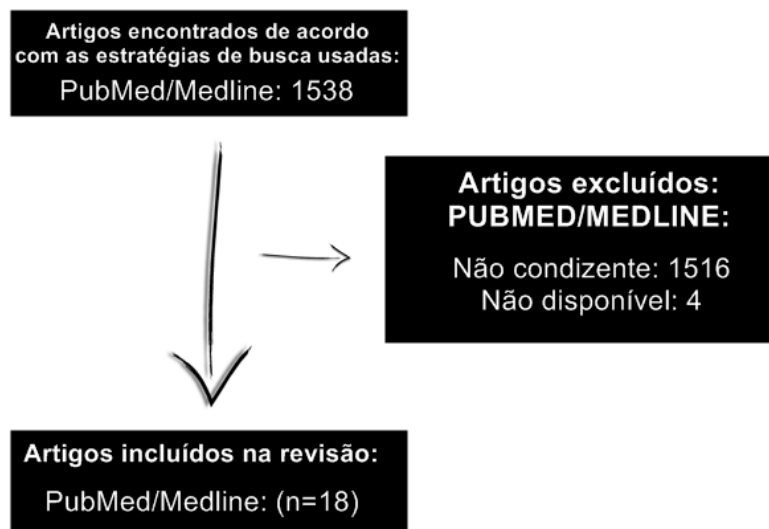 Artigos encontrados de acordo
com as estratégias de busca usadas:
PubMed/Medline: 1538
Artigos excluídos:
PUBMED/MEDLINE:
Não condizente: 1516
Não disponível: 4
Artigos incluídos na revisão:
PubMed/Medline: (n=18)